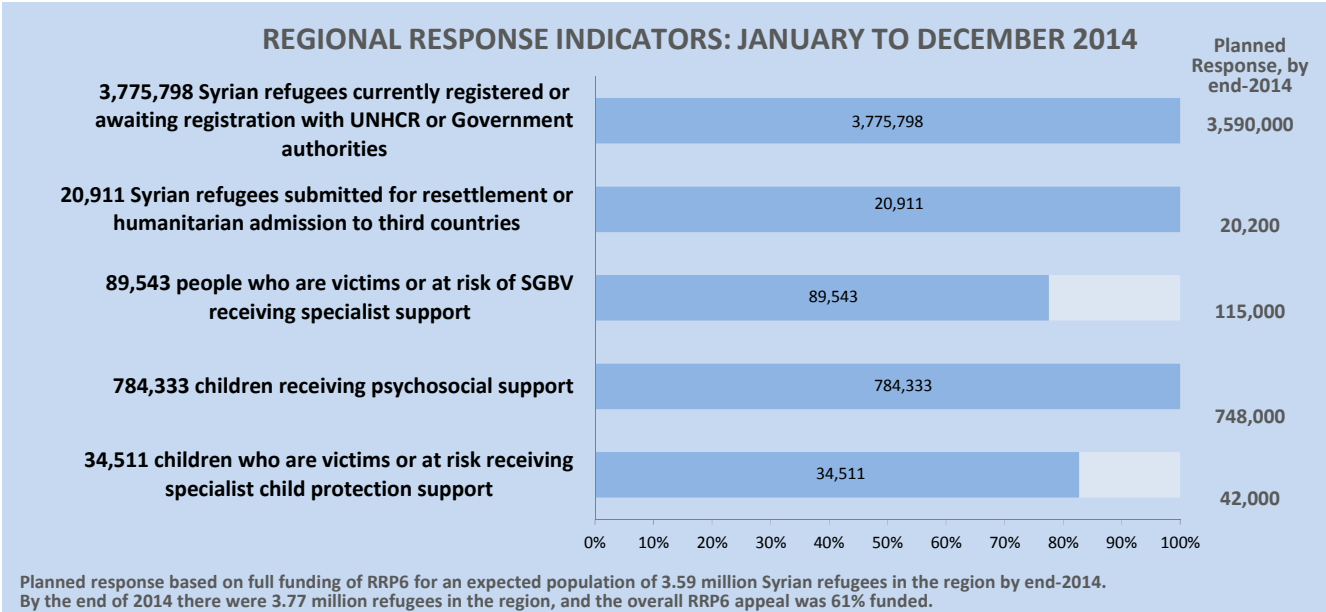 REGIONAL RESPONSE INDICATORS: JANUARY TO DECEMBER 2014
Planned
Response, by
end-2014
3,775,798 Syrian refugees currently registered or
awaiting registration with UNHCR or Government
authorities
3,775,798
3,590,000
20,911 Syrian refugees submitted for resettlement or
humanitarian admission to third countries
20,911
20,200
89,543 people who are victims or at risk of SGBV
receiving specialist support
89,543
115,000
784,333 children receiving psychosocial support
784,333
748,000
34,511 children who are victims or at risk receiving
specialist child protection support
34,511
42,000
0% 10% 20% 30% 40% 50% 60% 70% 80% 90% 100%
Planned response based on full funding of RRP6 for an expected population of 3.59 million Syrian refugees in the region by end-2014.
By the end of 2014 there were 3.77 million refugees in the region, and the overall RRP6 appeal was 61% funded.